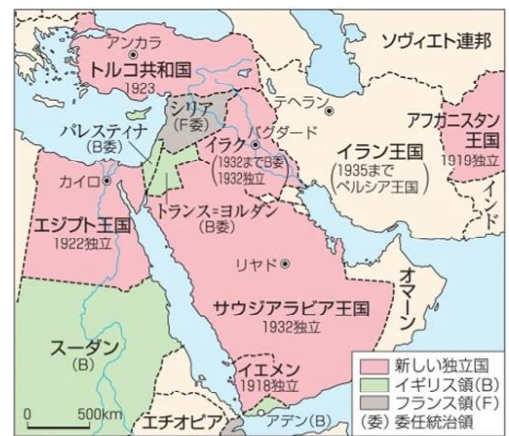 ソヴィエト連邦
アンカラ
トルコ共和国
1923
シリア
(F委)
テヘラン
アフガニスタン
王国
1919独立
パレスティナ
(B委)
イラク
(1932までB委)
1932独立
バグダード
イラン王国
(1935まで
ペルシア王国)
インド
カイロ
トランス=ヨルダン
(B委)
エジプト王国
1922独立
リヤド
オマーン
サウジアラビア王国
1932独立
スーダン
(B)
イエメン
1918独立
エチオピア
アデン(B)
0 500km
新しい独立国
イギリス領(B)
フランス領(F)
(委) 委任統治領